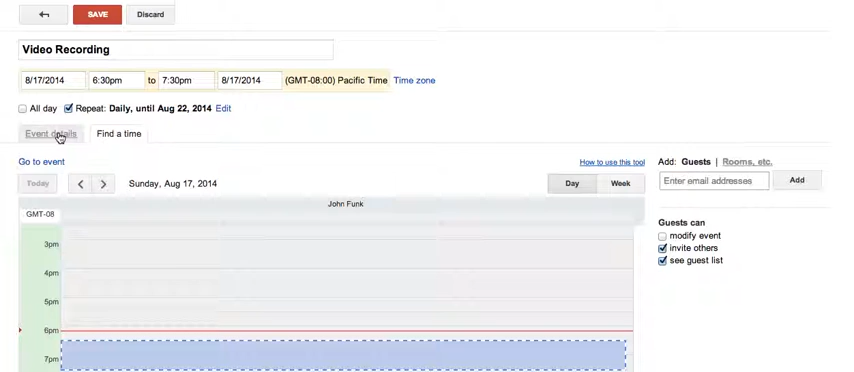 SAVE Discard
Video Recording
8/17/2014 6:30pm to 7:30pm 8/17/2014 (GMT-08:00) Pacific Time Time zone
All day Repeat: Daily, until Aug 22, 2014 Edit
Event details Find a time
Go to event How to use this tool
Today Sunday, Aug 17, 2014 Day Week
John Funk
GMT-08
3pm
4pm
5pm
6pm
7pm
Add: Guests | Rooms, etc.
Enter email addresses Add
Guests can
modify event
invite others
see guest list